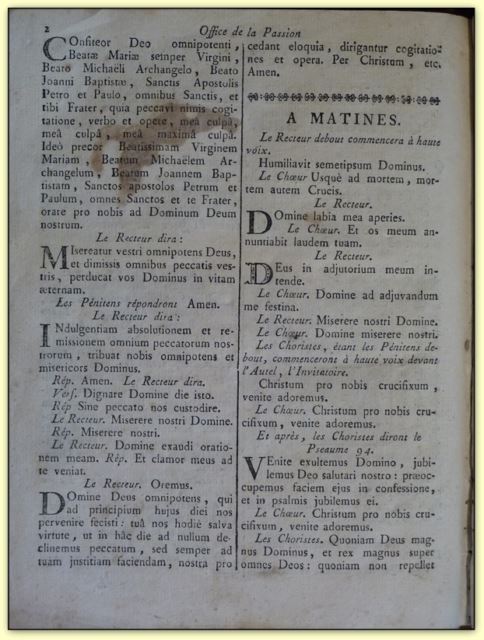 2
Office de la Passion
COnfiteor Deo omnipotenti,
Beatæ Mariæ semper Virgini,
Beato Michaëli Archangelo, Beato
Joanni Baptistæ, Sanctis Apostolis
Petro et Paulo, omnibus Sanctis, et
tibi Frater, quia peccavi nimis cogi-
tatione, verbo et opere, meâ culpâ,
meâ culpâ, meâ maximâ culpâ.
Ideò precor Beatissimam Virginem
Mariam, Beatum Michaëlem Ar-
changelum, Beatum Joannem Bap-
tistam, Sanctos apostolos Petrum et
Paulum, omnes Sanctos et te Frater,
orate pro nobis ad Dominum Deum
nostrum.
Le Recteur dira :
MIsereatur vestri omnipotens Deus,
et dimissis omnibus peccatis ves-
tris, perducat vos Dominus in vitam
æternam.
Les Pénitens répondront Amen.
Le Recteur dira :
INdulgentiam absolutionem et re-
missionem omnium peccatorum nos-
trorum, tribuat nobis omnipotens et
misericors Dominus.
Rép. Amen. Le Recteur dira.
Vers. Dignare Domine die isto.
Rép Sine peccato nos custodire.
Le Recteur. Miserere nostri Domine.
Rép. Miserere nostri.
Le Recteur. Domine exaudi oratio-
nem meam. Rép. Et clamor meus ad
te veniat.
Le Recteur. Oremus.
DOmine Deus omnipotens, qui
ad principium hujus diei nos
pervenire fecisti : tuâ nos hodiè salva
virtute, ut in hâc die ad nullum de-
clinemus peccatum, sed semper ad
tuam justitiam faciendam, nostra pro
cedant eloquia, dirigantur cogitatio-
nes et opera. Per Christum, etc.
Amen.
A MATINES.
Le Recteur debout commencera à haute
voix.
Humiliavit semetipsum Dominus.
Le Chœur Usquè ad mortem, mor-
tem autem Crucis.
Le Recteur.
DOmine labia mea aperies.
Le Chœur. Et os meum an-
nuntiabit laudem tuam.
Le Recteur.
DEus in adjutorium meum in-
tende.
Le Chœur. Domine ad adjuvandum
me festina.
Le Recteur. Miserere nostri Domine.
Le Chœur. Domine miserere nostri.
Les Choristes, étant les Pénitens de-
bout, commenceront à haute voix devant
l'Autel, l'Invitatoire.
Christum pro nobis crucifixum,
venite adoremus.
Le Chœur. Christum pro nobis cru-
cifixum, venite adoremus.
Et après, les Choristes diront le
Pseaume 94.
VEnite exultemus Domino, jubi-
lemus Deo salutari nostro : præoc-
cupemus faciem ejus in confessione,
et in psalmis jubilemus ei.
Le Chœur. Christum pro nobis cru-
cifixum, venite adoremus.
Les Choristes. Quoniam Deus mag-
nus Dominus, et rex magnus super
omnes Deos : quoniam non repellet